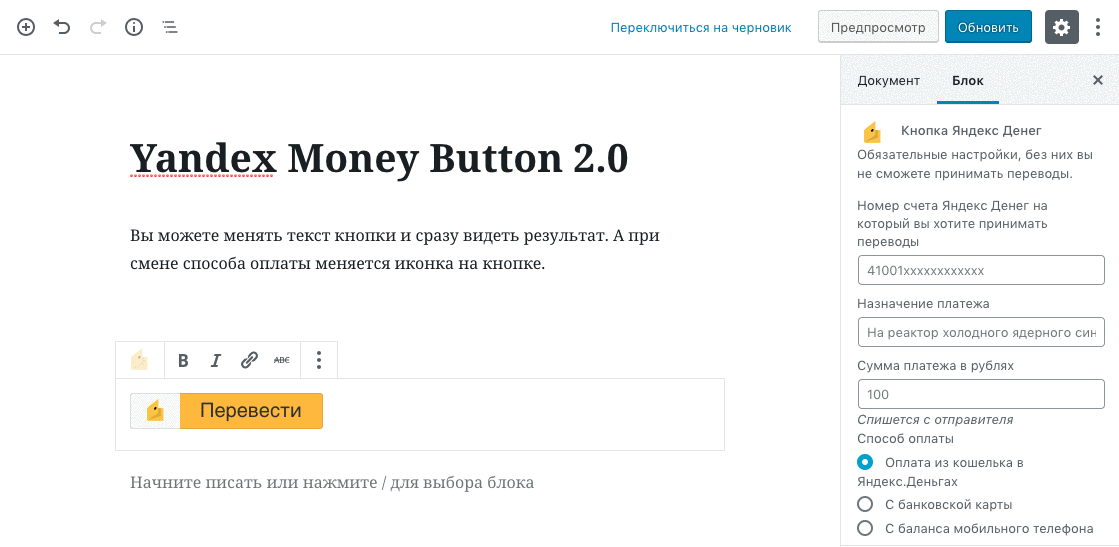 Переключиться на черновик
Предпросмотр
Обновить
Документ
Блок
Yandex Money Button 2.0
Вы можете менять текст кнопки и сразу видеть результат. А при
смене способа оплаты меняется иконка на кнопке.
B I ABC
Перевести
Начните писать или нажмите / для выбора блока
Кнопка Яндекс Денег
Обязательные настройки, без них вы
не сможете принимать переводы.
Номер счета Яндекс Денег на
который вы хотите принимать
переводы
41001xxxxxxxxxxxx
Назначение платежа
На реактор холодного ядерного син
Сумма платежа в рублях
100
Спишется с отправителя
Способ оплаты
Оплата из кошелька в
Яндекс.Деньгах
С банковской карты
С баланса мобильного телефона